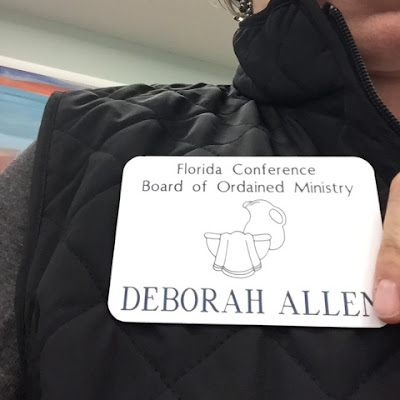 Florida Conference
Board of Ordained Ministry
DEBORAH ALLEN